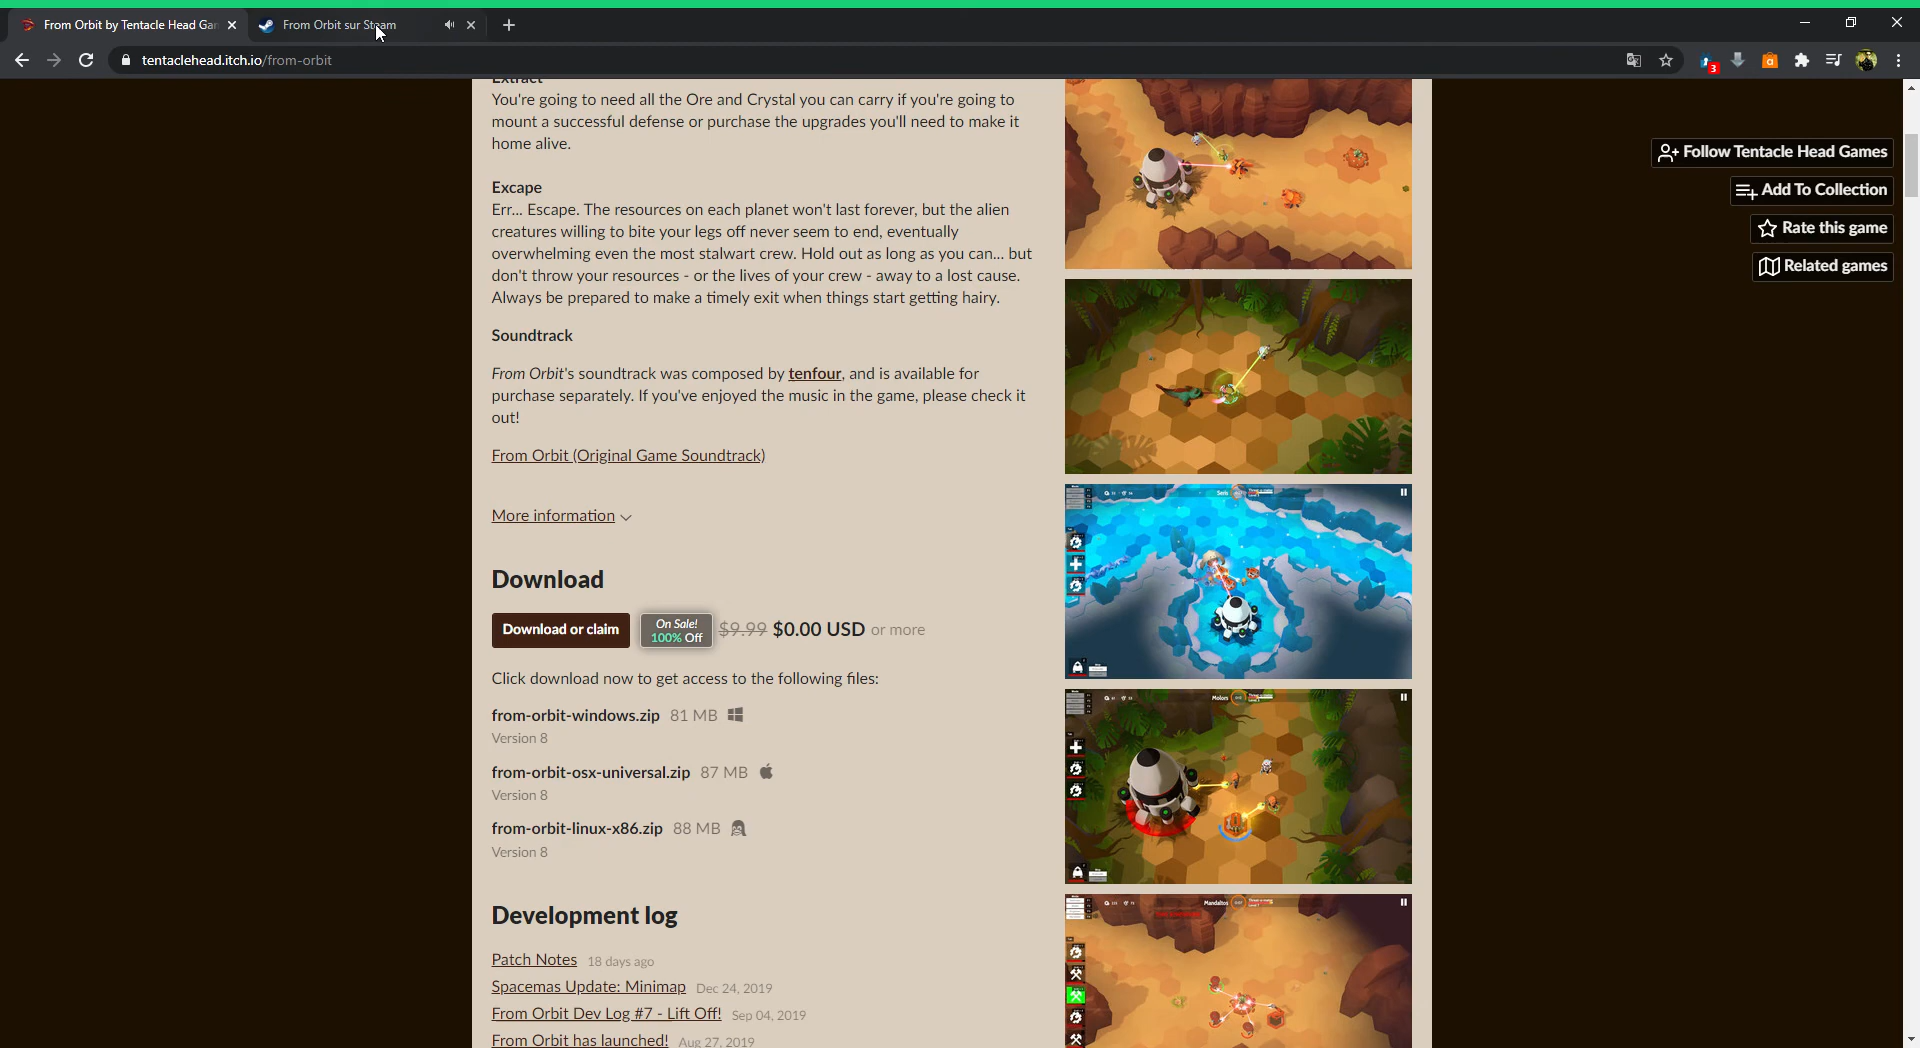 From Orbit by Tentacle Head Gar
From Orbit sur Steam
tentaclehead.itch.io/from-orbit
3
Extract
You're going to need all the Ore and Crystal you can carry if you're going to
mount a successful defense or purchase the upgrades you'll need to make it
home alive.
Excape
Err... Escape. The resources on each planet won't last forever, but the alien
creatures willing to bite your legs off never seem to end, eventually
overwhelming even the most stalwart crew. Hold out as long as you can... but
don't throw your resources - or the lives of your crew - away to a lost cause.
Always be prepared to make a timely exit when things start getting hairy.
Soundtrack
From Orbit's soundtrack was composed by tenfour, and is available for
purchase separately. If you've enjoyed the music in the game, please check it
out!
From Orbit (Original Game Soundtrack)
More information
Download
Download or claim
On Sale!
100% Off
$9.99 $0.00 USD or more
Click download now to get access to the following files:
from-orbit-windows.zip 81 MB
Version 8
from-orbit-osx-universal.zip 87 MB
Version 8
from-orbit-linux-x86.zip 88 MB
Version 8
Development log
Patch Notes 18 days ago
Spacemas Update: Minimap Dec 24, 2019
From Orbit Dev Log #7 - Lift Off! Sep 04, 2019
From Orbit has launched! Aug 27, 2019
Molors
Mandaltos
Follow Tentacle Head Games
Add To Collection
Rate this game
Related games